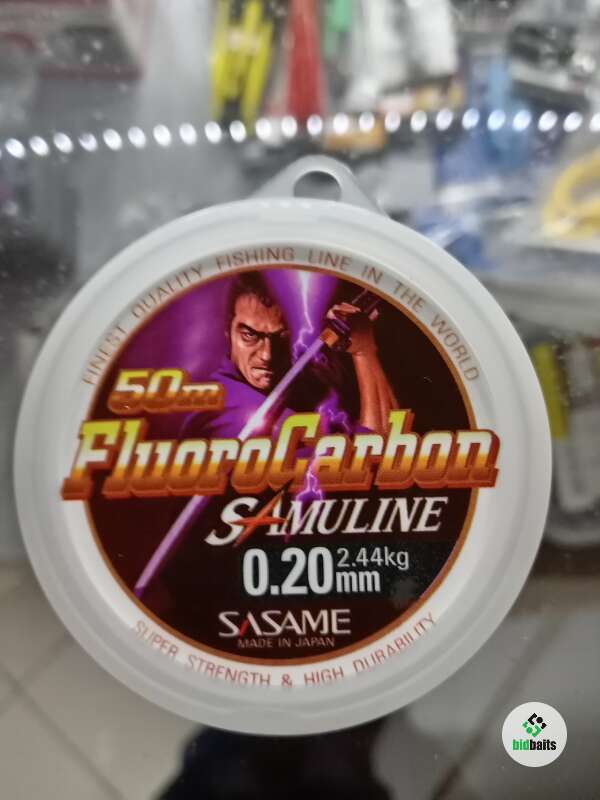 FINEST QUALITY FISHING LINE IN THE WORLD
50m
FluoroCarbon
SAMULINE
0.20mm
2.44kg
SASAME
MADE IN JAPAN
SUPER STRENGTH & HIGH DURABILITY
bidbaits